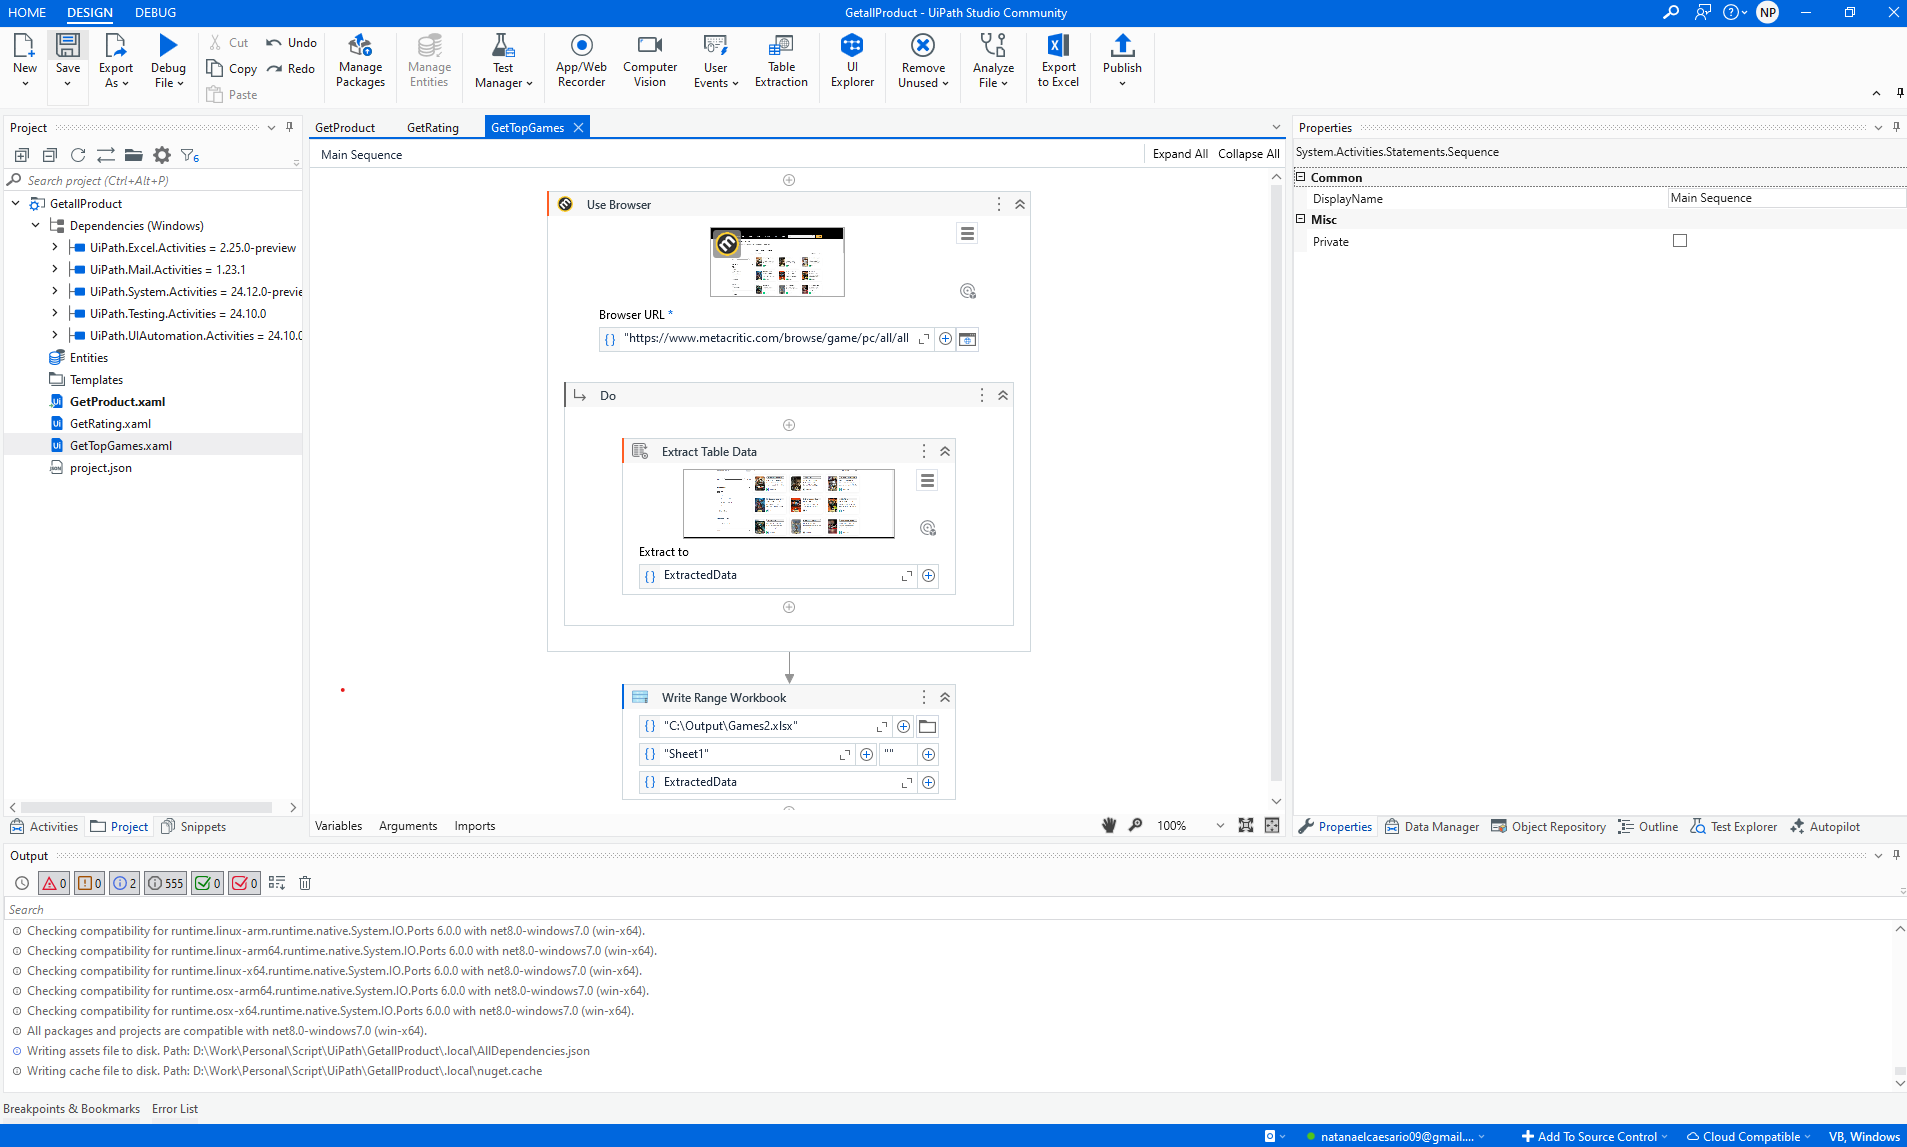 HOME DESIGN DEBUG GetallProduct - UiPath Studio Community NP
New Save Export As Debug File Cut Copy Paste Undo Redo Manage Packages Manage Entities Test Manager App/Web Recorder Computer Vision User Events Table Extraction UI Explorer Remove Unused Analyze File Export to Excel Publish
Project
6
Search project (Ctrl+Alt+P)
GetallProduct
Dependencies (Windows)
UiPath.Excel.Activities = 2.25.0-preview
UiPath.Mail.Activities = 1.23.1
UiPath.System.Activities = 24.12.0-previe
UiPath.Testing.Activities = 24.10.0
UiPath.UIAutomation.Activities = 24.10.0
Entities
Templates
GetProduct.xaml
GetRating.xaml
GetTopGames.xaml
project.json
Activities Project Snippets
GetProduct GetRating GetTopGames
Main Sequence Expand All Collapse All
Use Browser
Browser URL *
"https://www.metacritic.com/browse/game/pc/all/all
Do
Extract Table Data
Extract to
ExtractedData
Write Range Workbook
"C:\Output\Games2.xlsx"
"Sheet1" ""
ExtractedData
Variables Arguments Imports 100%
Properties
System.Activities.Statements.Sequence
Common
DisplayName Main Sequence
Misc
Private
Properties Data Manager Object Repository Outline Test Explorer Autopilot
Output
0 0 2 555 0 0
Search
Checking compatibility for runtime.linux-arm.runtime.native.System.IO.Ports 6.0.0 with net8.0-windows7.0 (win-x64).
Checking compatibility for runtime.linux-arm64.runtime.native.System.IO.Ports 6.0.0 with net8.0-windows7.0 (win-x64).
Checking compatibility for runtime.linux-x64.runtime.native.System.IO.Ports 6.0.0 with net8.0-windows7.0 (win-x64).
Checking compatibility for runtime.osx-arm64.runtime.native.System.IO.Ports 6.0.0 with net8.0-windows7.0 (win-x64).
Checking compatibility for runtime.osx-x64.runtime.native.System.IO.Ports 6.0.0 with net8.0-windows7.0 (win-x64).
All packages and projects are compatible with net8.0-windows7.0 (win-x64).
Writing assets file to disk. Path: D:\Work\Personal\Script\UiPath\GetallProduct\.local\AllDependencies.json
Writing cache file to disk. Path: D:\Work\Personal\Script\UiPath\GetallProduct\.local\nuget.cache
Breakpoints & Bookmarks Error List
natanaelcaesario09@gmail.... Add To Source Control Cloud Compatible VB, Windows